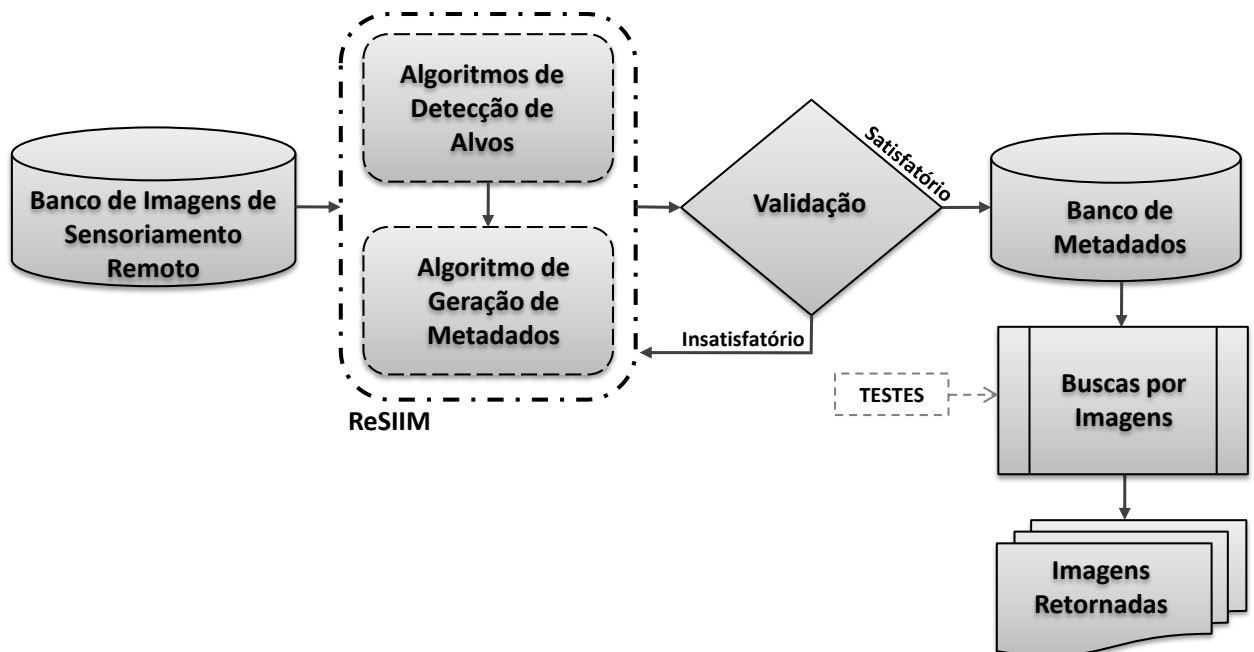 Banco de Imagens de
Sensoriamento
Remoto
Algoritmos de
Detecção de
Alvos
Algoritmo de
Geração de
Metadados
ReSIIM
Validação
Satisfatório
Insatisfatório
Banco de
Metadados
TESTES
Buscas por
Imagens
Imagens
Retornadas